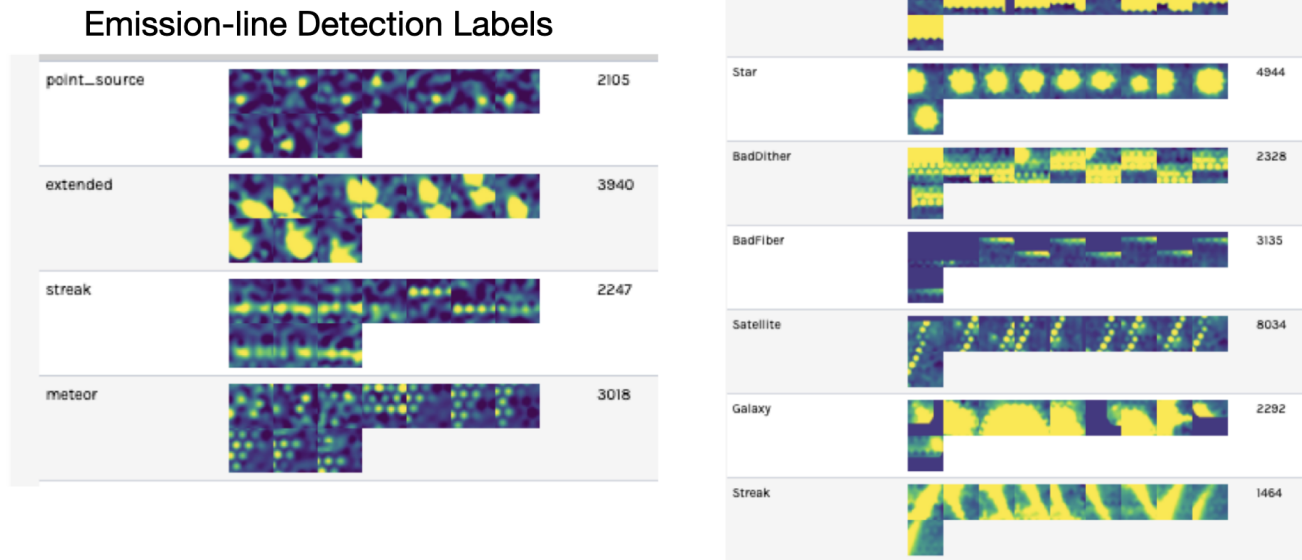 Emission-line Detection Labels
point_source 2105
extended 3940
streak 2247
meteor 3018
Star 4944
BadDither 2328
BadFiber 3135
Satellite 8034
Galaxy 2292
Streak 1464